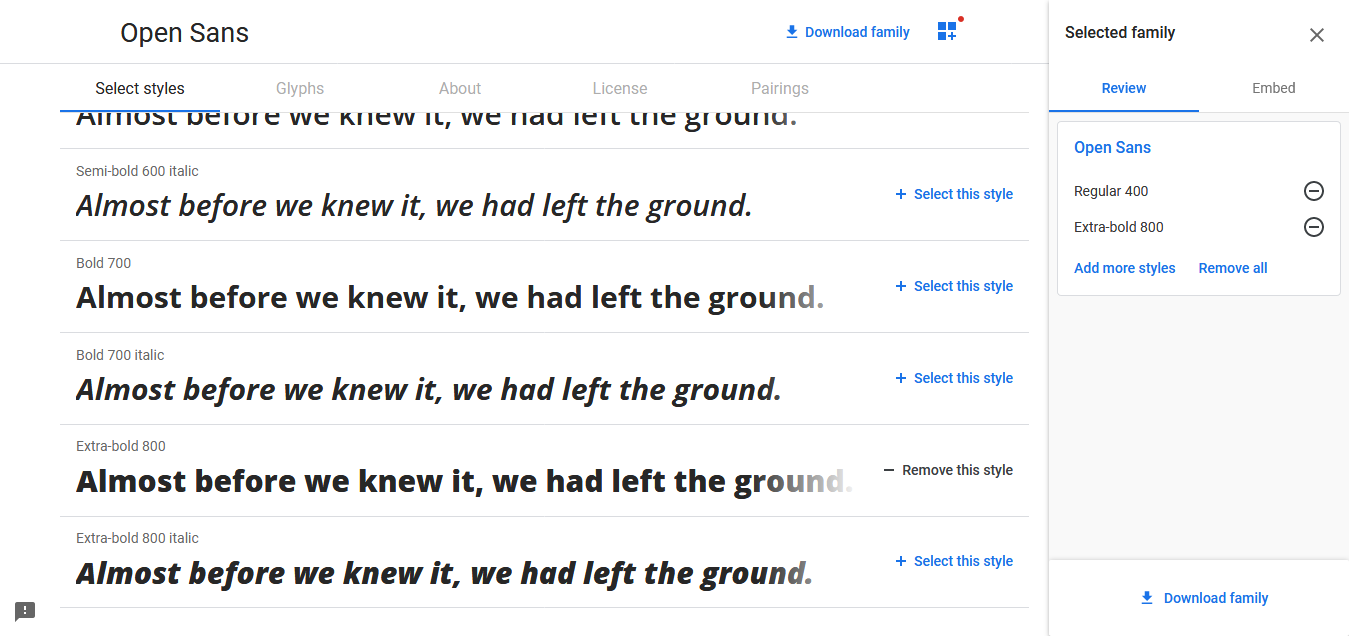 Open Sans
Download family
Select styles
Glyphs
About
License
Pairings
Almost before we knew it, we had left the ground.
Semi-bold 600 italic
Almost before we knew it, we had left the ground.
+ Select this style
Bold 700
Almost before we knew it, we had left the ground.
+ Select this style
Bold 700 italic
Almost before we knew it, we had left the ground.
+ Select this style
Extra-bold 800
Almost before we knew it, we had left the ground.
− Remove this style
Extra-bold 800 italic
Almost before we knew it, we had left the ground.
+ Select this style
Selected family
Review
Embed
Open Sans
Regular 400
Extra-bold 800
Add more styles
Remove all
Download family